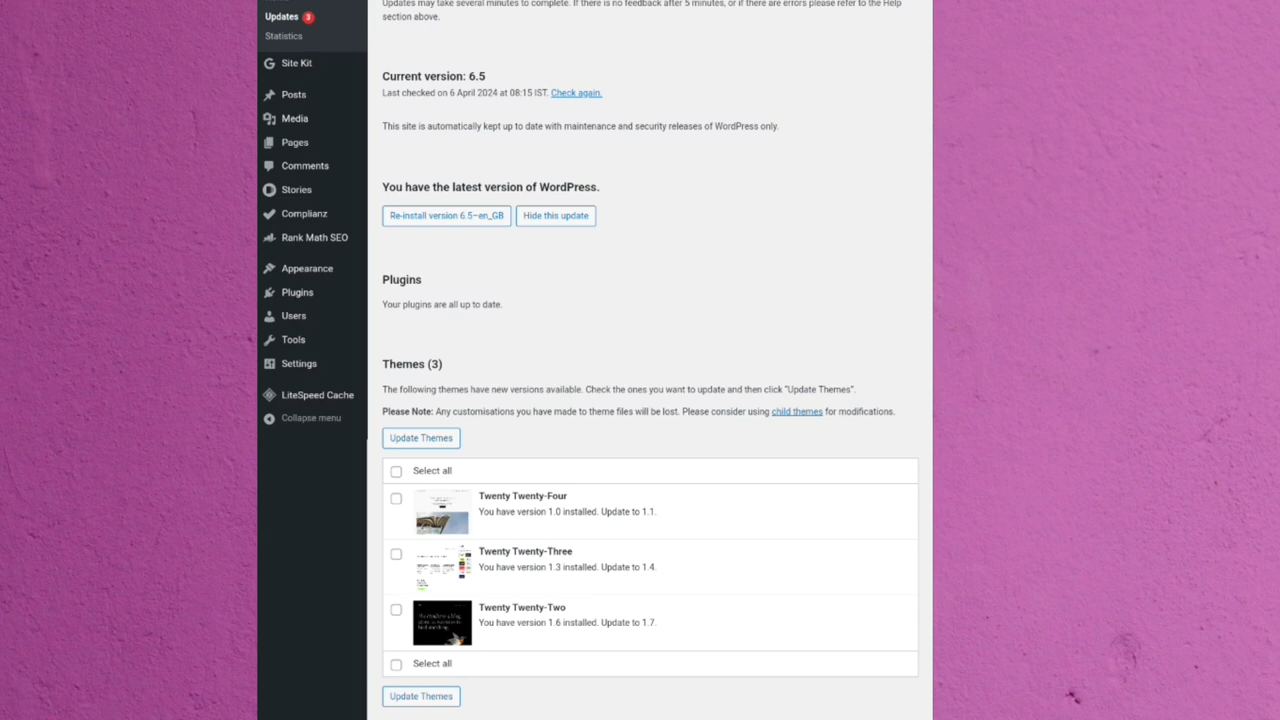 Updates may take several minutes to complete. If there is no feedback after 5 minutes, or if there are errors please refer to the Help
section above.
Updates 3
Statistics
Site Kit
Posts
Media
Pages
Comments
Stories
Complianz
Rank Math SEO
Appearance
Plugins
Users
Tools
Settings
LiteSpeed Cache
Collapse menu
Current version: 6.5
Last checked on 6 April 2024 at 08:15 IST. Check again.
This site is automatically kept up to date with maintenance and security releases of WordPress only.
You have the latest version of WordPress.
Re-install version 6.5–en_GB Hide this update
Plugins
Your plugins are all up to date.
Themes (3)
The following themes have new versions available. Check the ones you want to update and then click “Update Themes”.
Please Note: Any customisations you have made to theme files will be lost. Please consider using child themes for modifications.
Update Themes
Select all
Twenty Twenty-Four
You have version 1.0 installed. Update to 1.1.
Twenty Twenty-Three
You have version 1.3 installed. Update to 1.4.
Twenty Twenty-Two
You have version 1.6 installed. Update to 1.7.
Select all
Update Themes